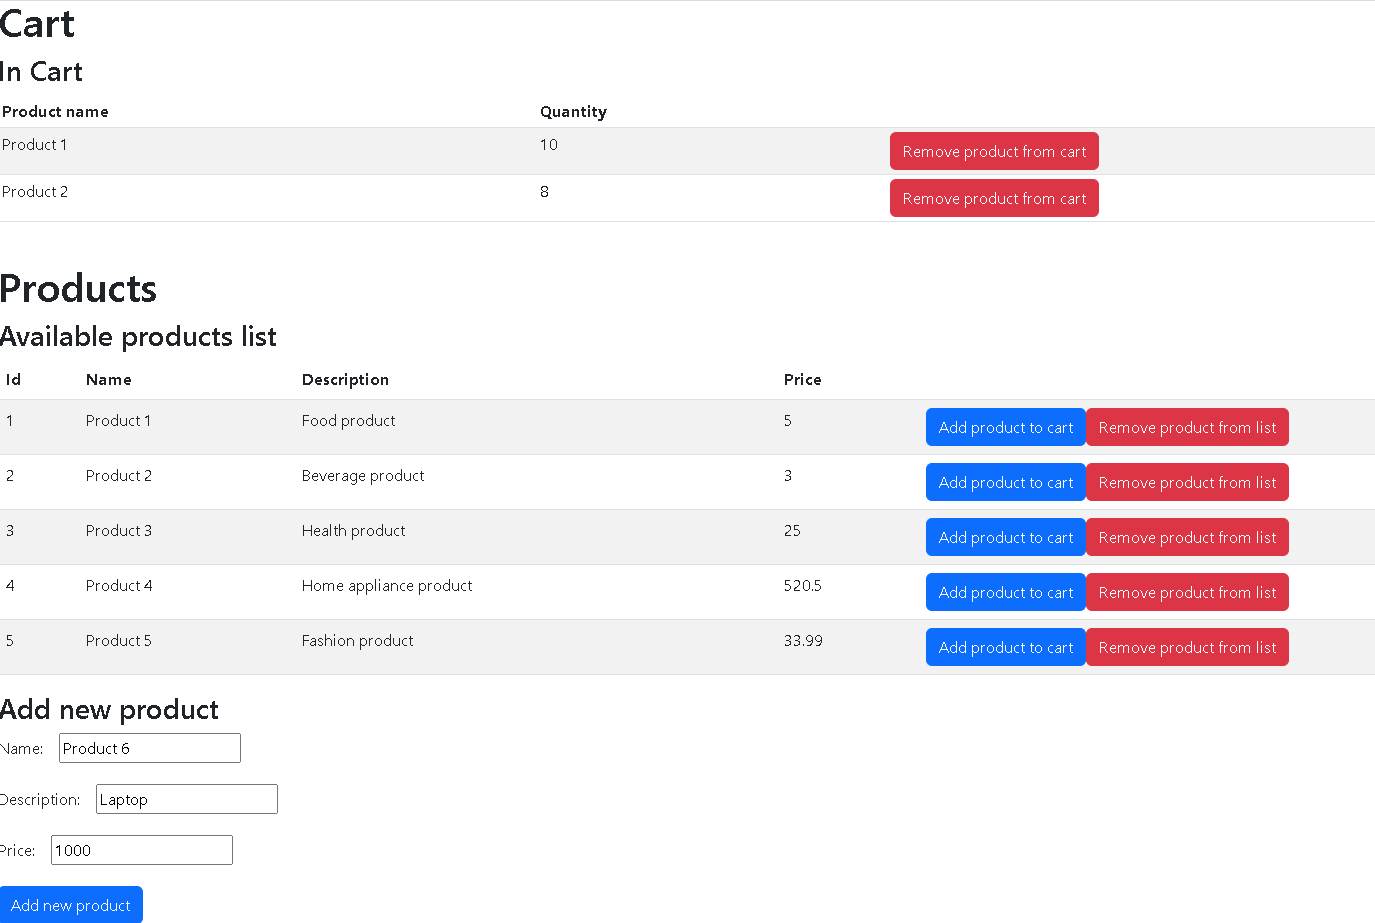 Cart
In Cart
Product name Quantity
Product 1 10 Remove product from cart
Product 2 8 Remove product from cart
Products
Available products list
Id Name Description Price
1 Product 1 Food product 5 Add product to cart Remove product from list
2 Product 2 Beverage product 3 Add product to cart Remove product from list
3 Product 3 Health product 25 Add product to cart Remove product from list
4 Product 4 Home appliance product 520.5 Add product to cart Remove product from list
5 Product 5 Fashion product 33.99 Add product to cart Remove product from list
Add new product
Name: Product 6
Description: Laptop
Price: 1000
Add new product